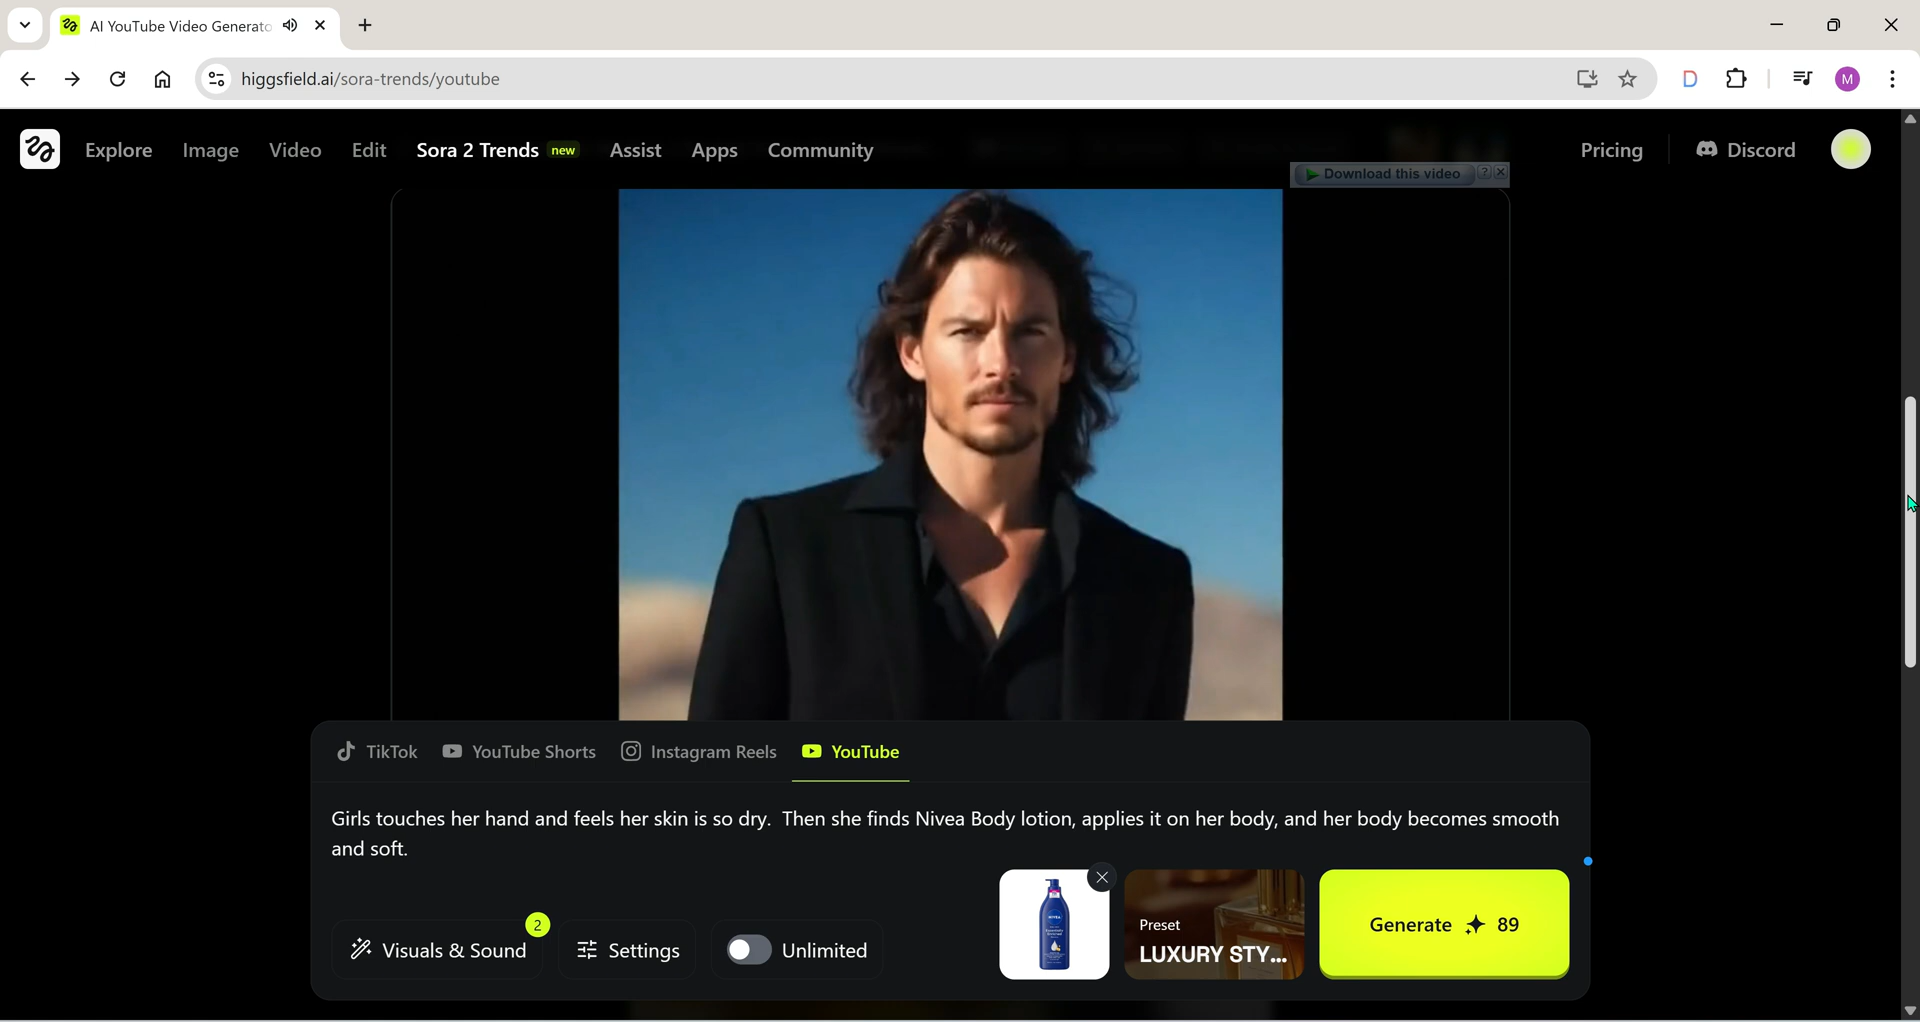 AI YouTube Video Generato
higgsfield.ai/sora-trends/youtube
D
M
Explore
Image
Video
Edit
Sora 2 Trends new
Assist
Apps
Community
Pricing
Discord
Download this video
?
TikTok
YouTube Shorts
Instagram Reels
YouTube
Girls touches her hand and feels her skin is so dry.  Then she finds Nivea Body lotion, applies it on her body, and her body becomes smooth
and soft.
2
Visuals & Sound
Settings
Unlimited
NIVEA
Preset
LUXURY STY...
Generate 89